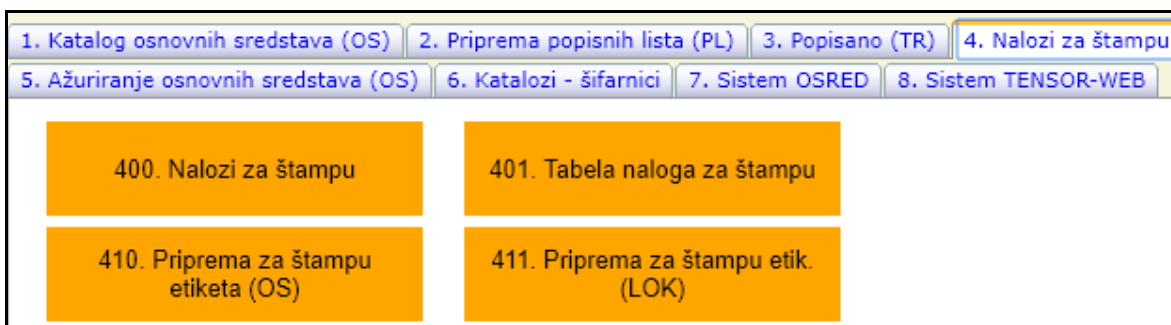 1. Katalog osnovnih sredstava (OS) 2. Priprema popisnih lista (PL) 3. Popisano (TR) 4. Nalozi za štampu
5. Ažuriranje osnovnih sredstava (OS) 6. Katalozi - šifarnici 7. Sistem OSRED 8. Sistem TENSOR-WEB
400. Nalozi za štampu
401. Tabela naloga za štampu
410. Priprema za štampu
etiketa (OS)
411. Priprema za štampu etik.
(LOK)